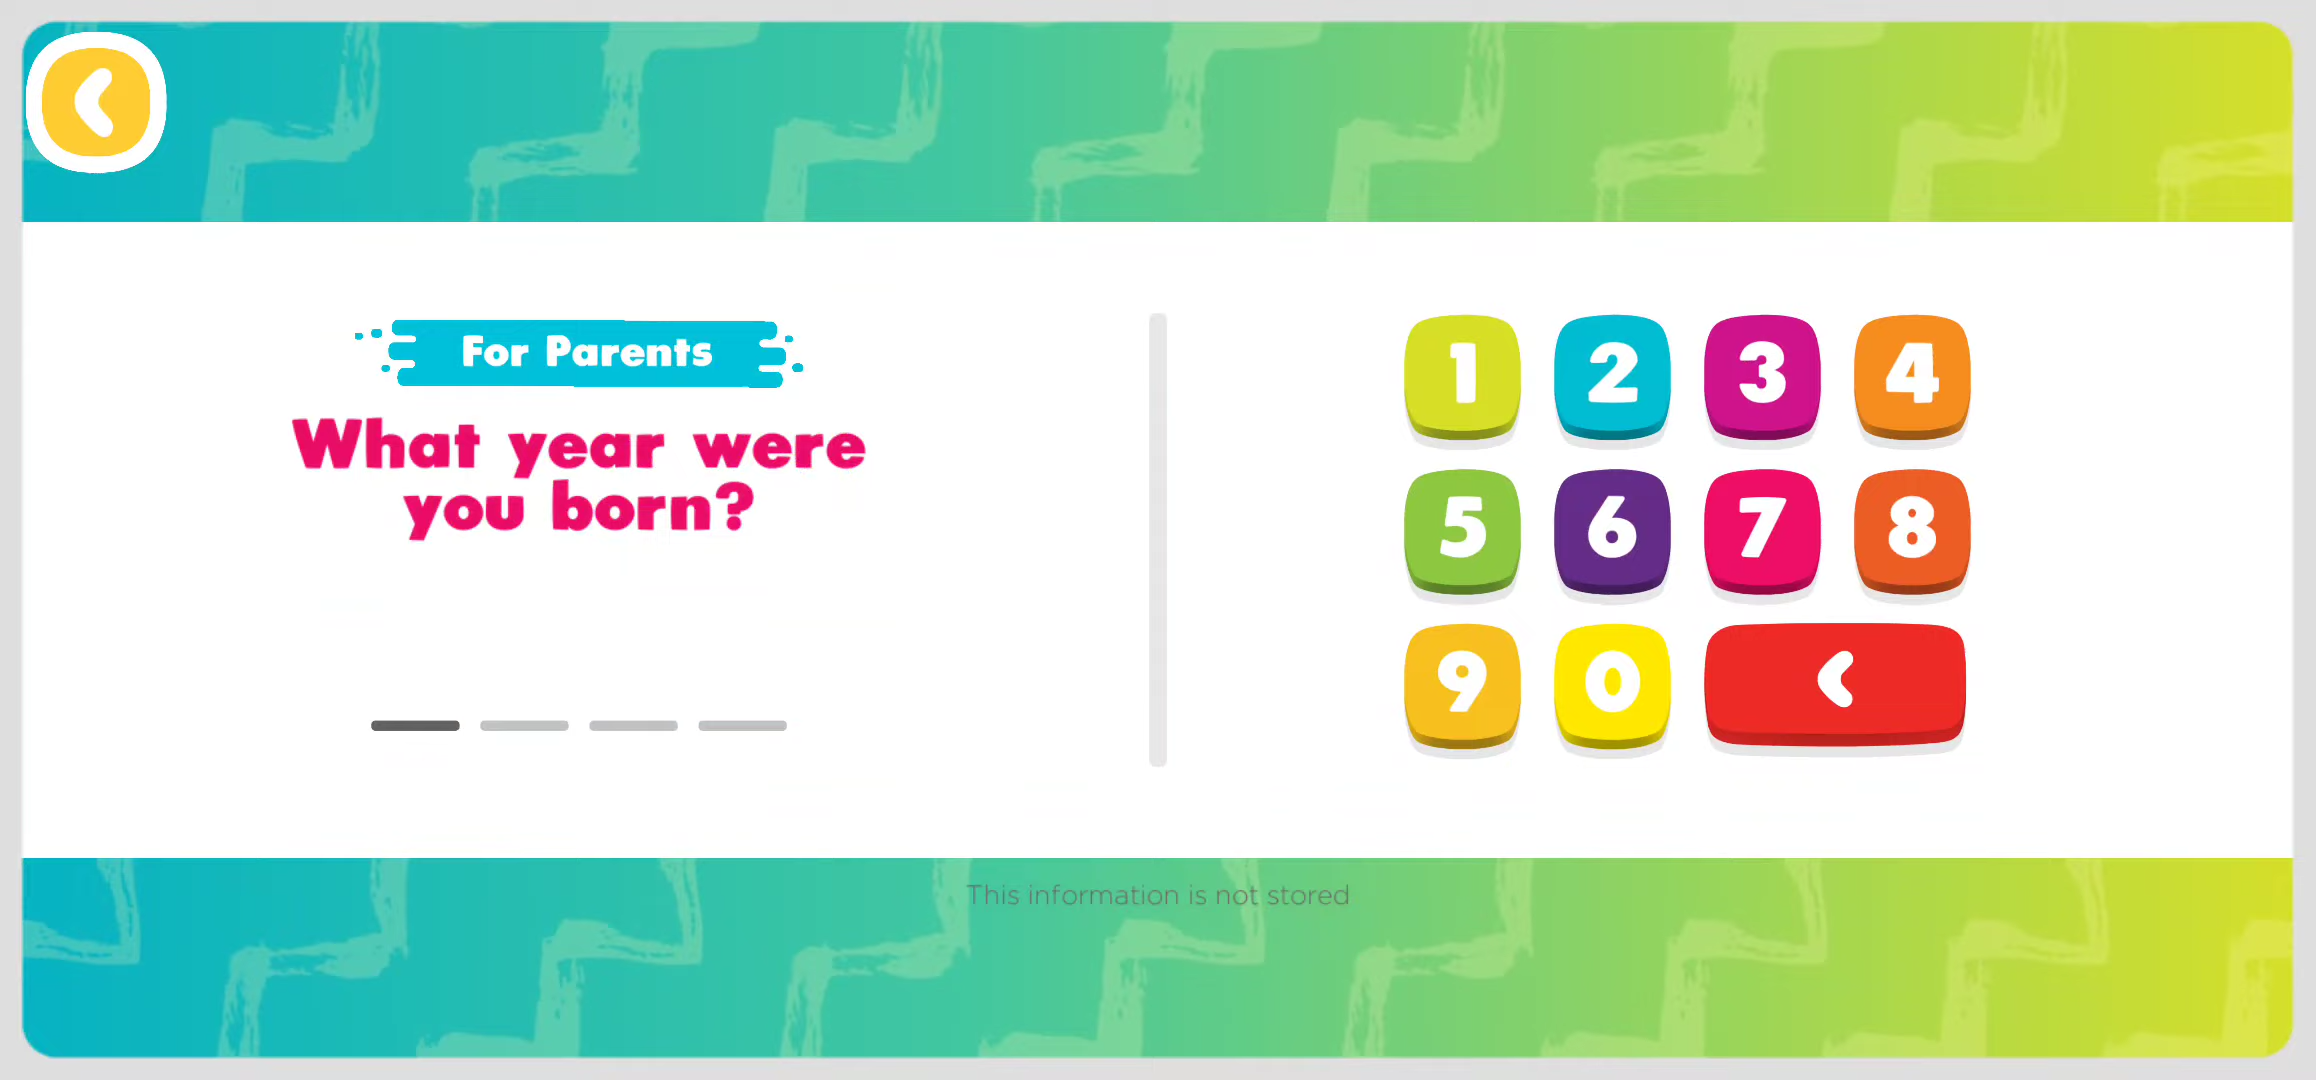 For Parents
What year were
you born?
1 2 3 4
5 6 7 8
9 0
This information is not stored